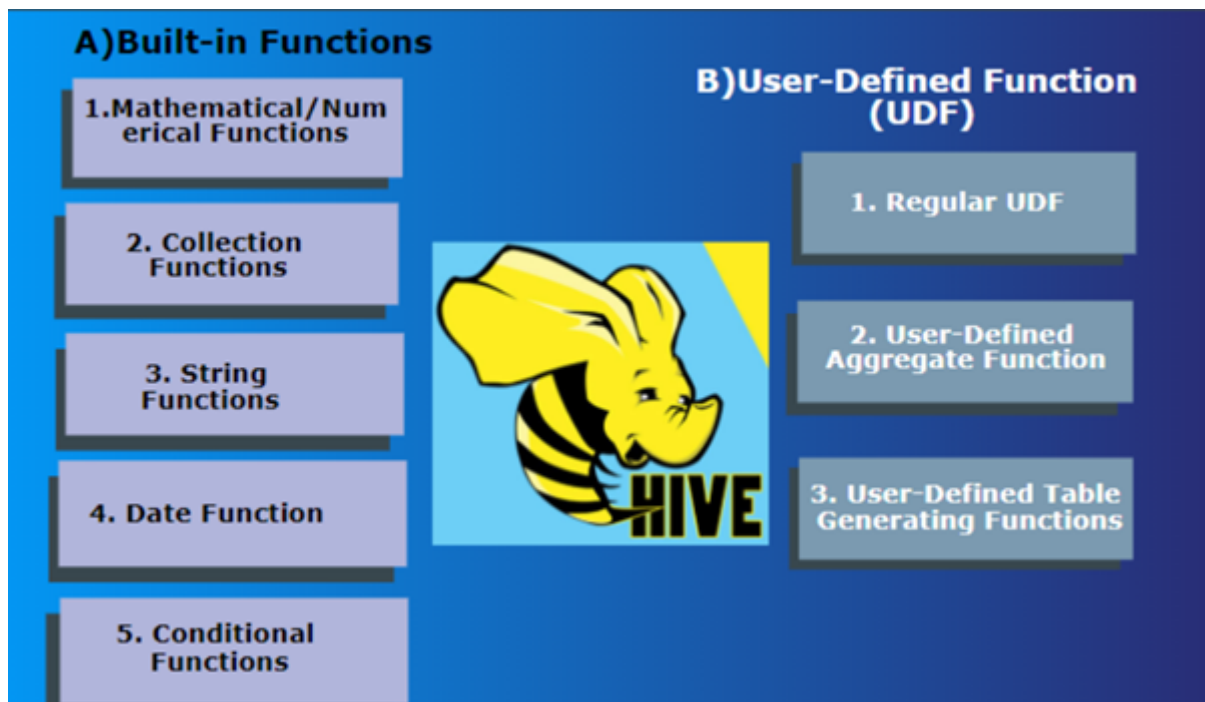 A)Built-in Functions
1.Mathematical/Num
erical Functions
2. Collection
Functions
3. String
Functions
4. Date Function
5. Conditional
Functions
HIVE
B)User-Defined Function
(UDF)
1. Regular UDF
2. User-Defined
Aggregate Function
3. User-Defined Table
Generating Functions